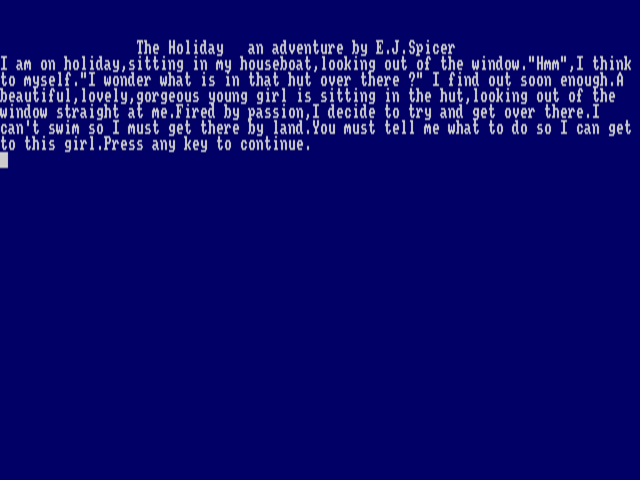 The Holiday   an adventure by E.J.Spicer
I am on holiday,sitting in my houseboat,looking out of the window."Hmm",I think
to myself."I wonder what is in that hut over there ?" I find out soon enough.A
beautiful,lovely,gorgeous young girl is sitting in the hut,looking out of the
window straight at me.Fired by passion,I decide to try and get over there.I
can't swim so I must get there by land.You must tell me what to do so I can get
to this girl.Press any key to continue.